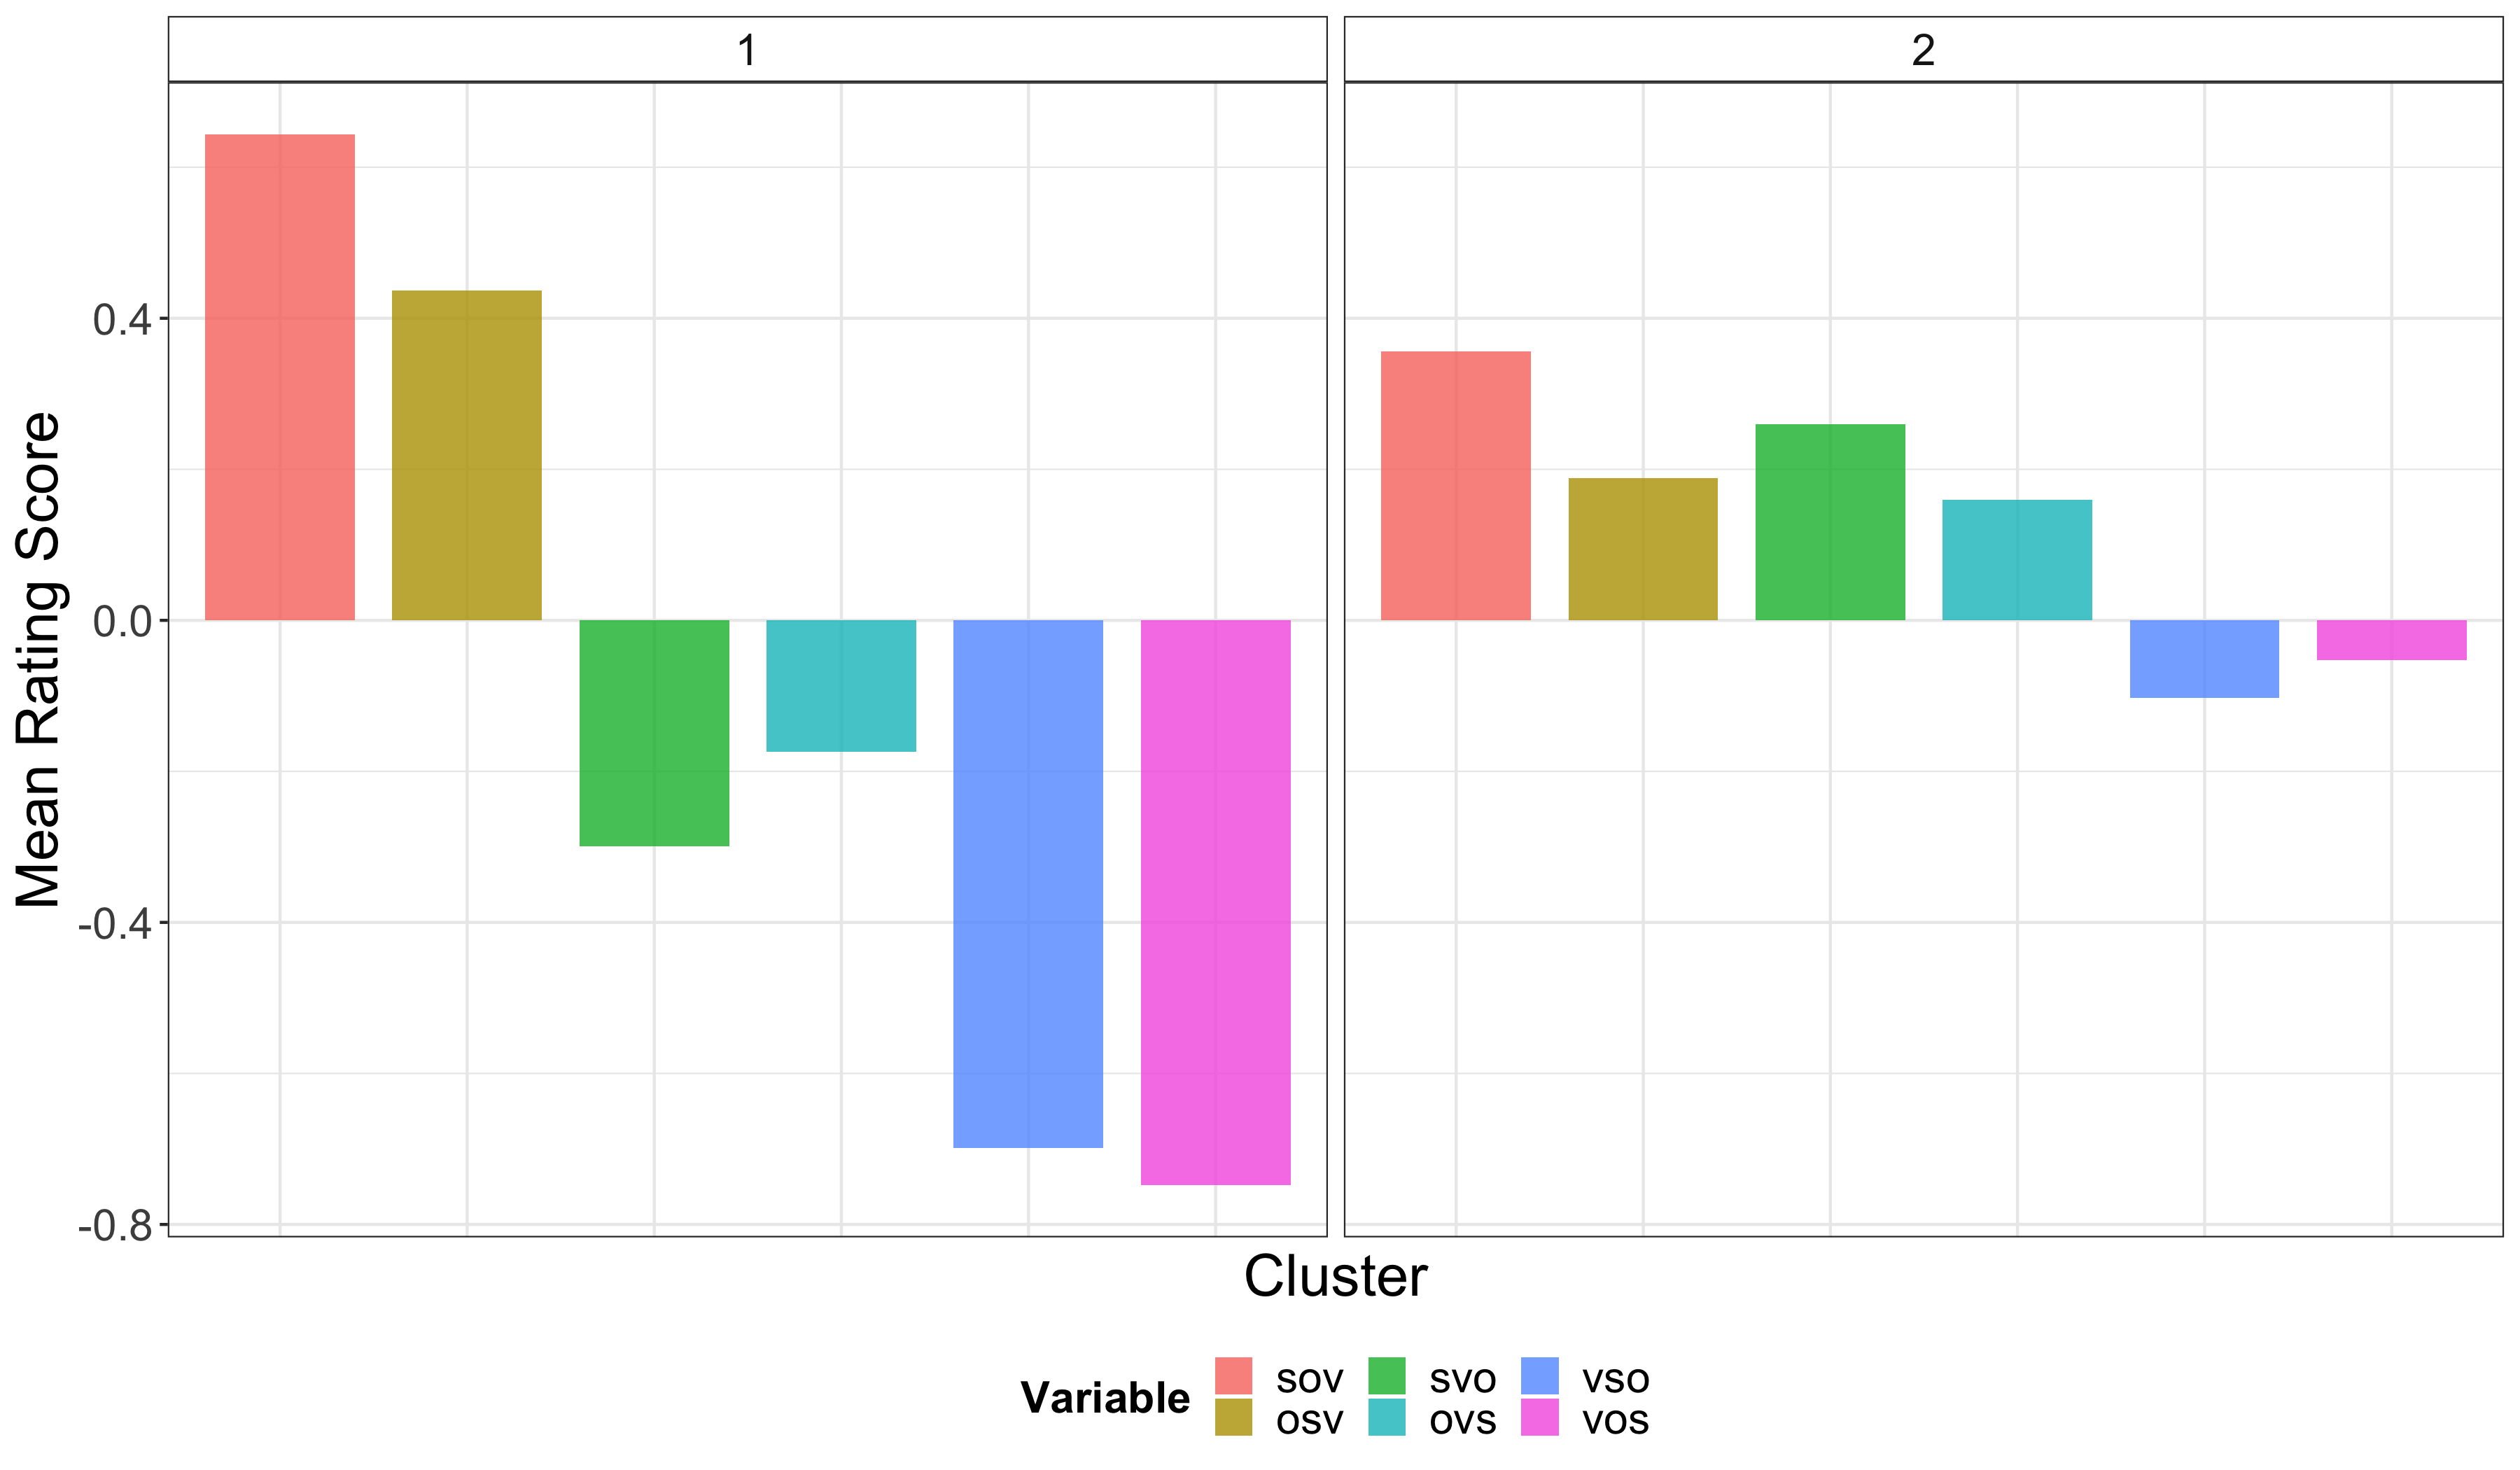 1
2
Mean Rating Score
0.4
0.0
-0.4
-0.8
Cluster
Variable
sov
svo
vso
osv
ovs
vos